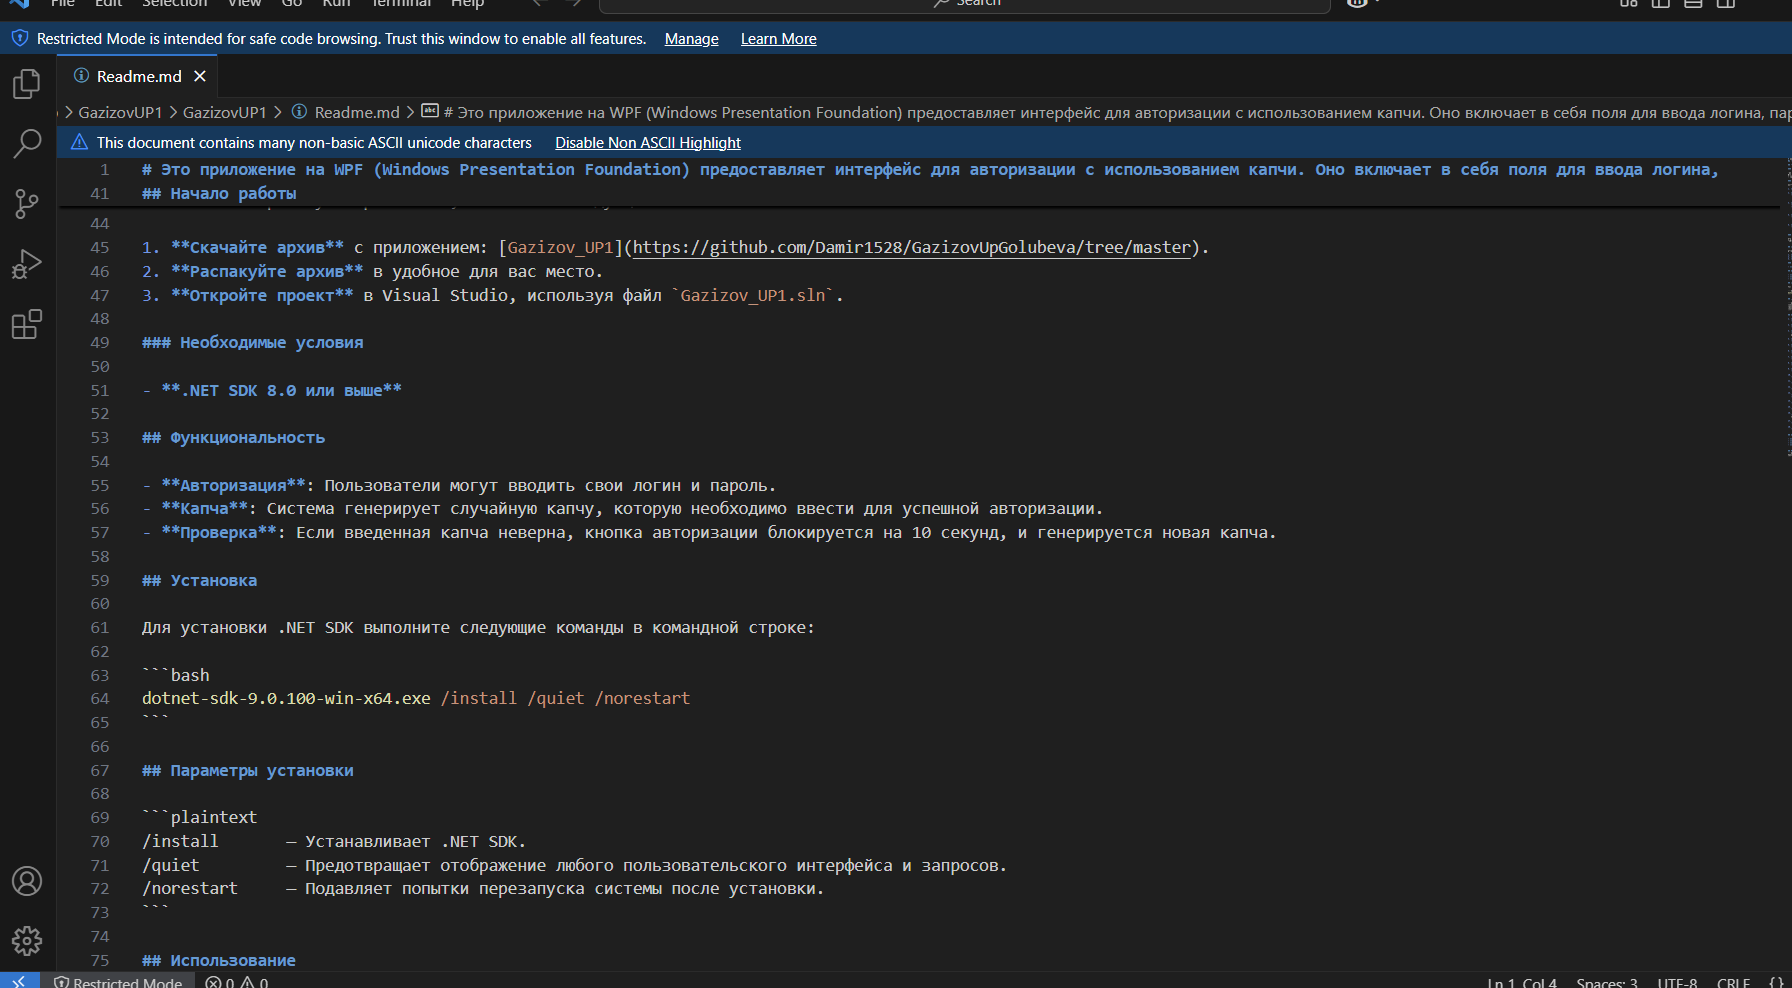 File Edit Selection View Go Run Terminal Help Search
Restricted Mode is intended for safe code browsing. Trust this window to enable all features. Manage Learn More
Readme.md
GazizovUP1 > GazizovUP1 > Readme.md > # Это приложение на WPF (Windows Presentation Foundation) предоставляет интерфейс для авторизации с использованием капчи. Оно включает в себя поля для ввода логина, пар
This document contains many non-basic ASCII unicode characters Disable Non ASCII Highlight
1 # Это приложение на WPF (Windows Presentation Foundation) предоставляет интерфейс для авторизации с использованием капчи. Оно включает в себя поля для ввода логина,
41 ## Начало работы
44
45 1. **Скачайте архив** с приложением: [Gazizov_UP1](https://github.com/Damir1528/GazizovUpGolubeva/tree/master).
46 2. **Распакуйте архив** в удобное для вас место.
47 3. **Откройте проект** в Visual Studio, используя файл `Gazizov_UP1.sln`.
48
49 ### Необходимые условия
50
51 - **.NET SDK 8.0 или выше**
52
53 ## Функциональность
54
55 - **Авторизация**: Пользователи могут вводить свои логин и пароль.
56 - **Капча**: Система генерирует случайную капчу, которую необходимо ввести для успешной авторизации.
57 - **Проверка**: Если введенная капча неверна, кнопка авторизации блокируется на 10 секунд, и генерируется новая капча.
58
59 ## Установка
60
61 Для установки .NET SDK выполните следующие команды в командной строке:
62
63 ```bash
64 dotnet-sdk-9.0.100-win-x64.exe /install /quiet /norestart
65 ```
66
67 ## Параметры установки
68
69 ```plaintext
70 /install — Устанавливает .NET SDK.
71 /quiet — Предотвращает отображение любого пользовательского интерфейса и запросов.
72 /norestart — Подавляет попытки перезапуска системы после установки.
73 ```
74
75 ## Использование
Restricted Mode 0 0 Ln 1, Col 4 Spaces: 3 UTF-8 CRLF {}